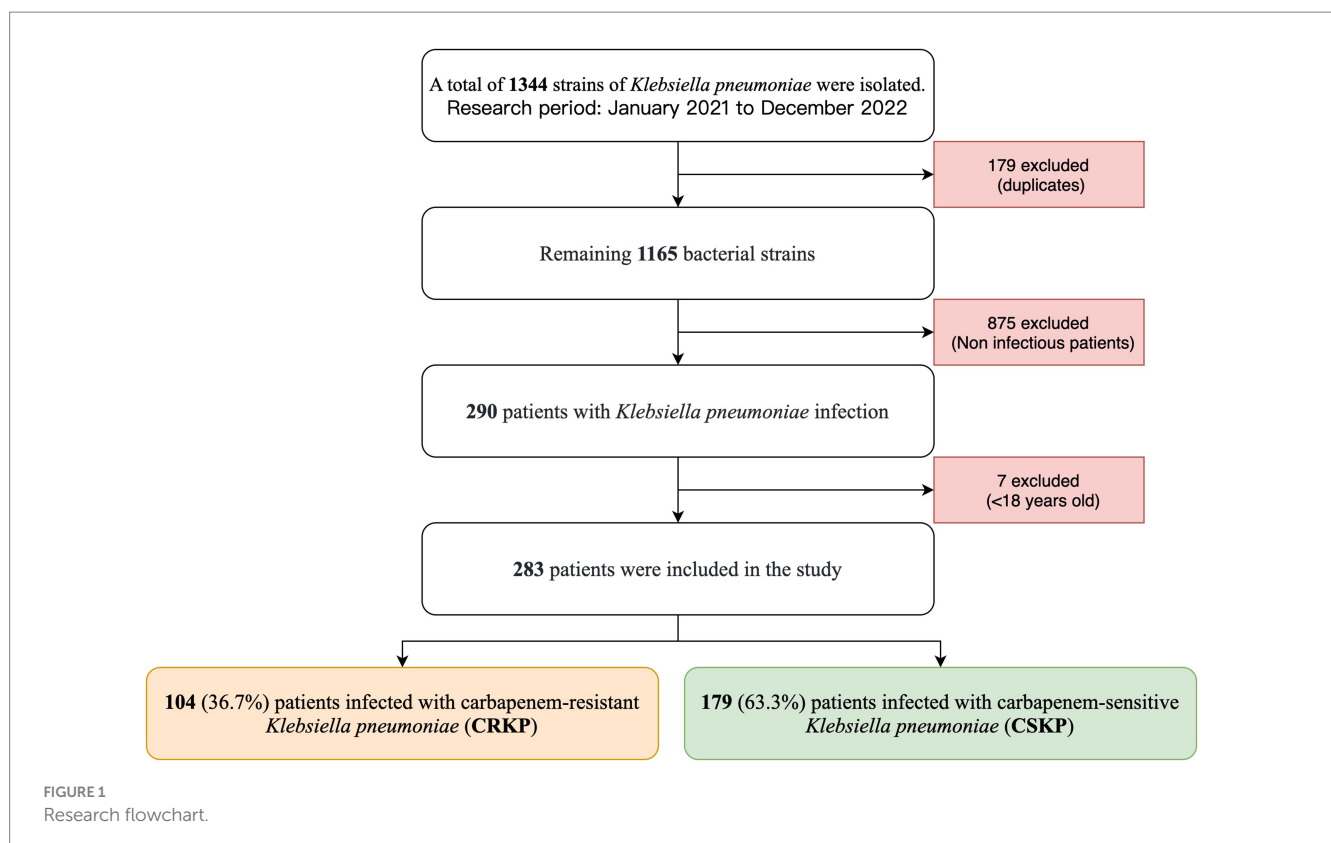 A total of 1344 strains of Klebsiella pneumoniae were isolated.
Research period: January 2021 to December 2022
179 excluded
(duplicates)
Remaining 1165 bacterial strains
875 excluded
(Non infectious patients)
290 patients with Klebsiella pneumoniae infection
7 excluded
(<18 years old)
283 patients were included in the study
104 (36.7%) patients infected with carbapenem-resistant
Klebsiella pneumoniae (CRKP)
179 (63.3%) patients infected with carbapenem-sensitive
Klebsiella pneumoniae (CSKP)
FIGURE 1
Research flowchart.